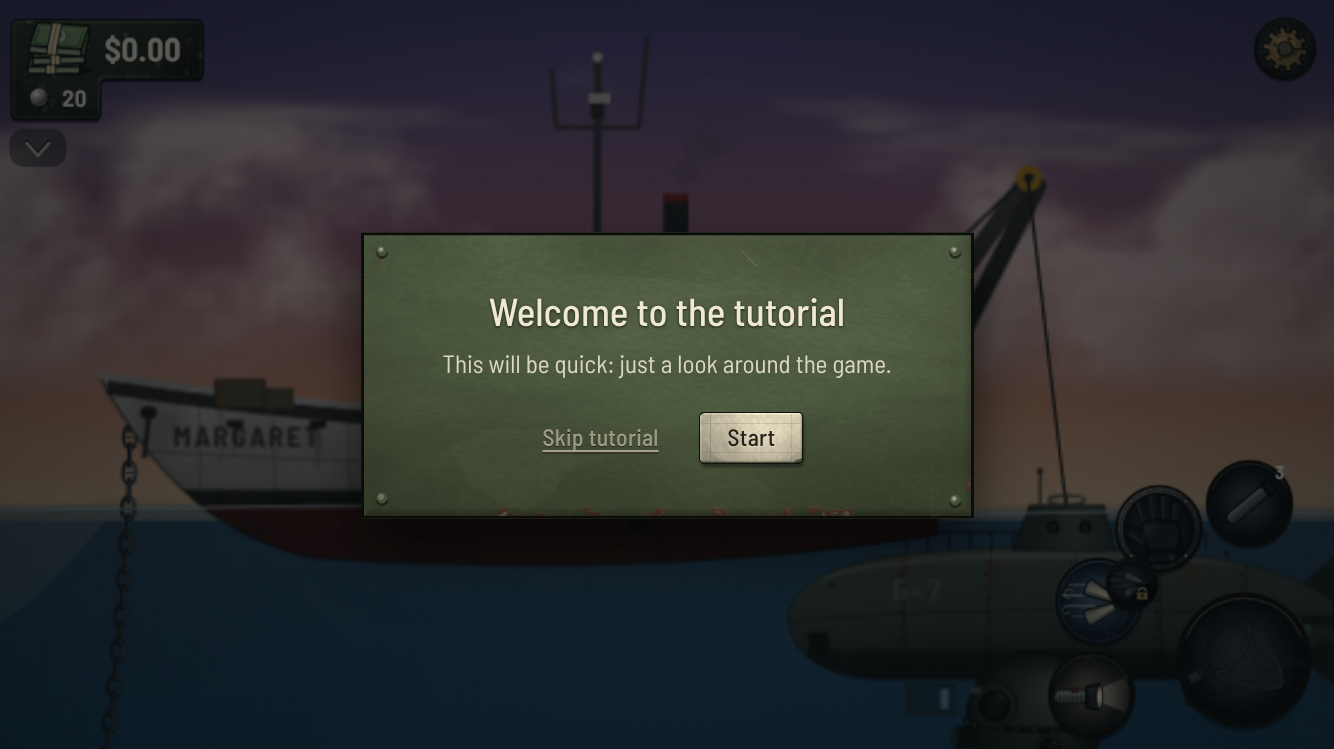 $0.00
20
Welcome to the tutorial
This will be quick: just a look around the game.
Skip tutorial
Start
MARGARET
3
Б-7